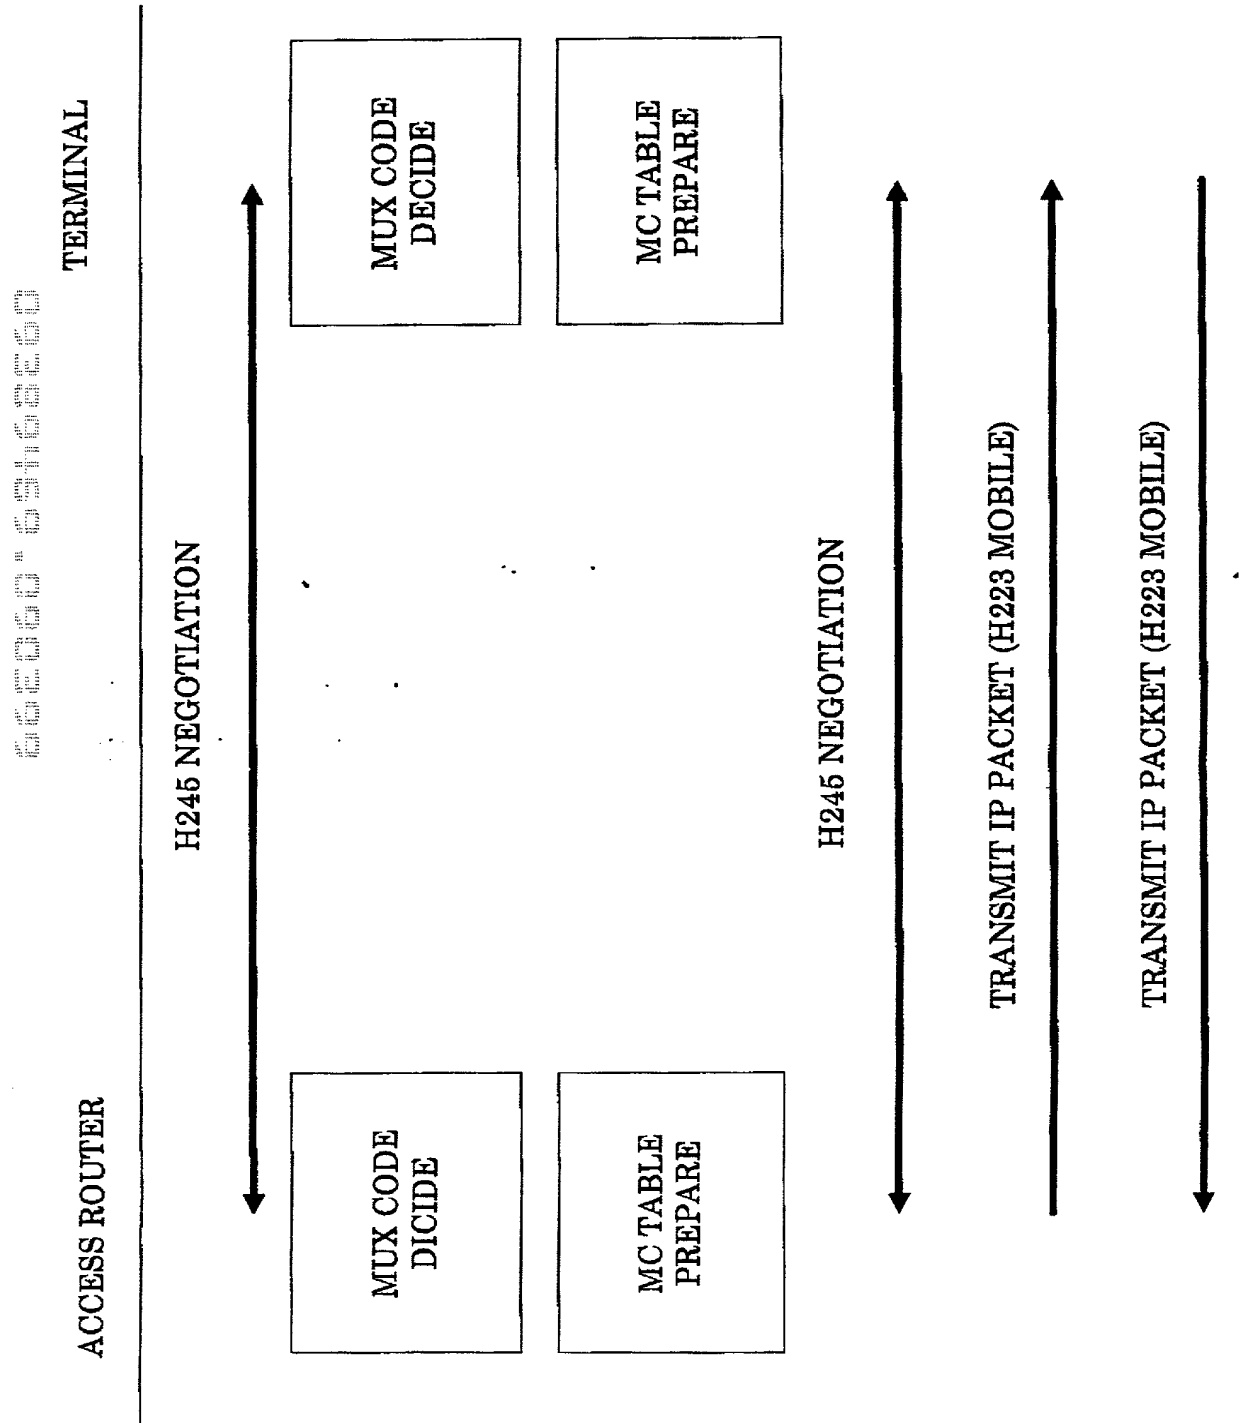 ACCESS ROUTER
TERMINAL
H245 NEGOTIATION
MUX CODE
DICIDE
MUX CODE
DECIDE
MC TABLE
PREPARE
MC TABLE
PREPARE
H245 NEGOTIATION
TRANSMIT IP PACKET (H223 MOBILE)
TRANSMIT IP PACKET (H223 MOBILE)